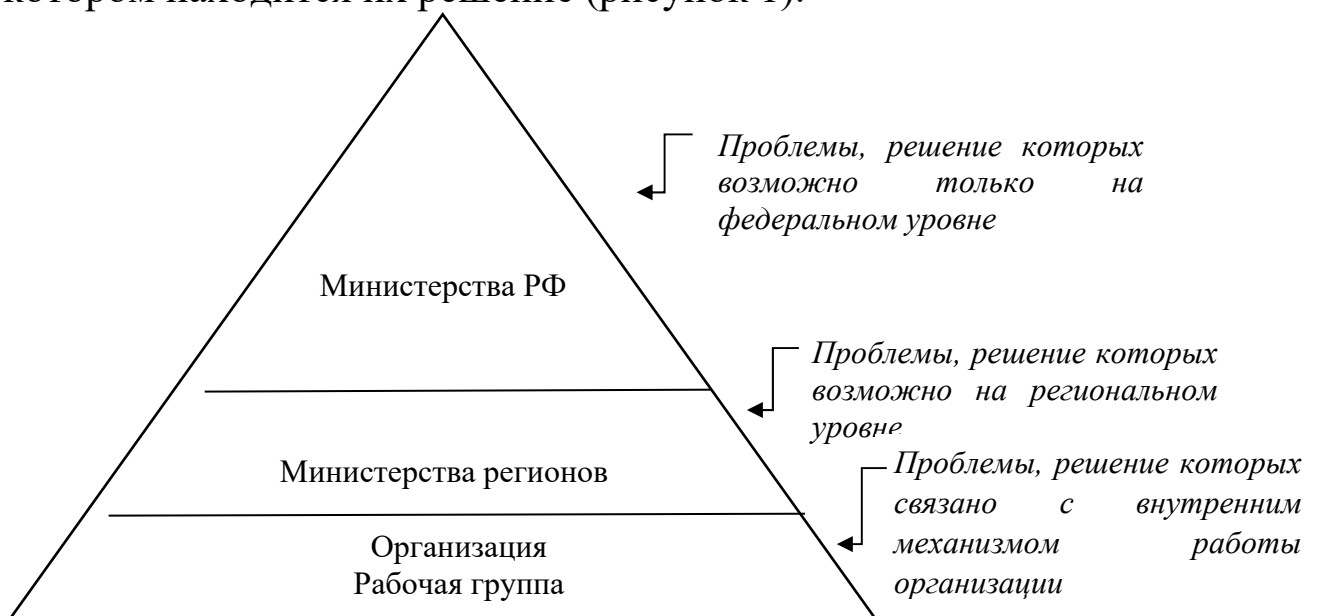 котором находится их решение (рисунок 1).
Проблемы, решение которых
возможно только на
федеральном уровне
Министерства РФ
Проблемы, решение которых
возможно на региональном
уровне
Министерства регионов
Проблемы, решение которых
связано с внутренним
механизмом работы
организации
Организация
Рабочая группа